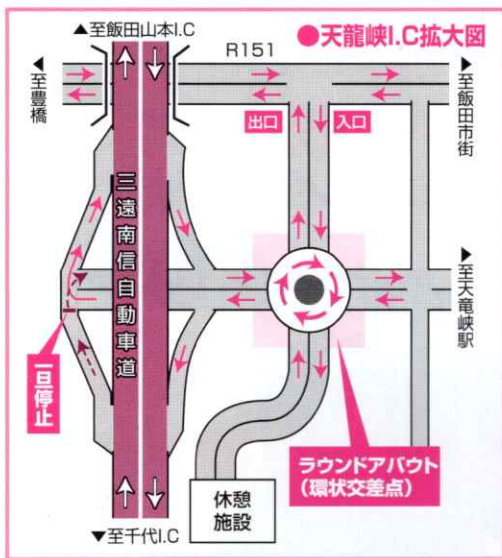 ●天龍峡I.C拡大図
▲至飯田山本I.C
R151
◀至豊橋
▶至飯田市街
出口
入口
三遠南信自動車道
▶至天竜峡駅
一旦停止
ラウンドアバウト
(環状交差点)
休憩
施設
▼至千代I.C